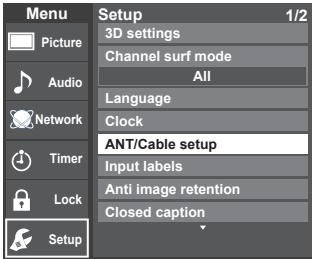 Menu
Picture
Audio
Network
Timer
Lock
Setup
Setup 1/2
3D settings
Channel surf mode
All
Language
Clock
ANT/Cable setup
Input labels
Anti image retention
Closed caption